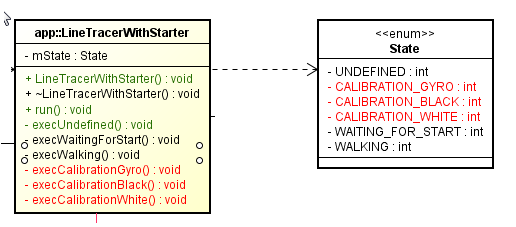 app::LineTracerWithStarter
- mState : State
+ LineTracerWithStarter() : void
+ ~LineTracerWithStarter() : void
+ run() : void
- execUndefined() : void
- execWaitingForStart() : void
- execWalking() : void
- execCalibrationGyro() : void
- execCalibrationBlack() : void
- execCalibrationWhite() : void
<<enum>>
State
- UNDEFINED : int
- CALIBRATION_GYRO : int
- CALIBRATION_BLACK : int
- CALIBRATION_WHITE : int
- WAITING_FOR_START : int
- WALKING : int